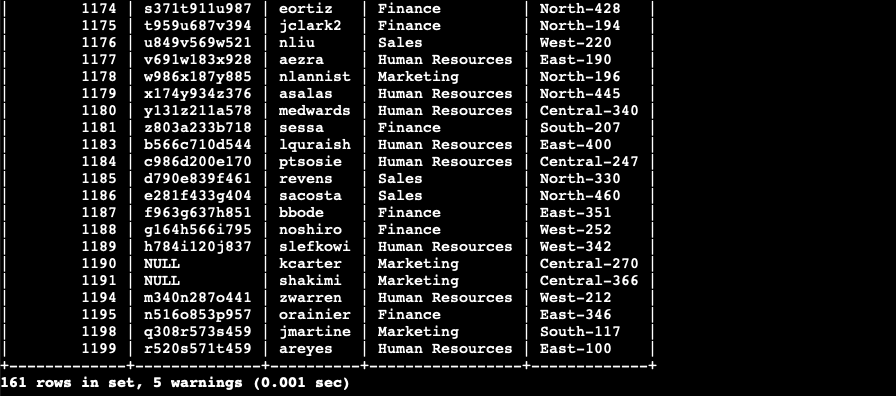 | 1174 | s371t911u987 | eortiz | Finance | North-428 |
| 1175 | t959u687v394 | jclark2 | Finance | North-194 |
| 1176 | u849v569w521 | nliu | Sales | West-220 |
| 1177 | v691w183x928 | aezra | Human Resources | East-190 |
| 1178 | w986x187y885 | nlannist | Marketing | North-196 |
| 1179 | x174y934z376 | asalas | Human Resources | North-445 |
| 1180 | y131z211a578 | medwards | Human Resources | Central-340 |
| 1181 | z803a233b718 | sessa | Finance | South-207 |
| 1183 | b566c710d544 | lquraish | Human Resources | East-400 |
| 1184 | c986d200e170 | ptsosie | Human Resources | Central-247 |
| 1185 | d790e839f461 | revens | Sales | North-330 |
| 1186 | e281f433g404 | sacosta | Sales | North-460 |
| 1187 | f963g637h851 | bbode | Finance | East-351 |
| 1188 | g164h566i795 | noshiro | Finance | West-252 |
| 1189 | h784i120j837 | slefkowi | Human Resources | West-342 |
| 1190 | NULL | kcarter | Marketing | Central-270 |
| 1191 | NULL | shakimi | Marketing | Central-366 |
| 1194 | m340n287o441 | zwarren | Human Resources | West-212 |
| 1195 | n516o853p957 | orainier | Finance | East-346 |
| 1198 | q308r573s459 | jmartine | Marketing | South-117 |
| 1199 | r520s571t459 | areyes | Human Resources | East-100 |
+-------------+--------------+----------+-----------------+-------------+
161 rows in set, 5 warnings (0.001 sec)